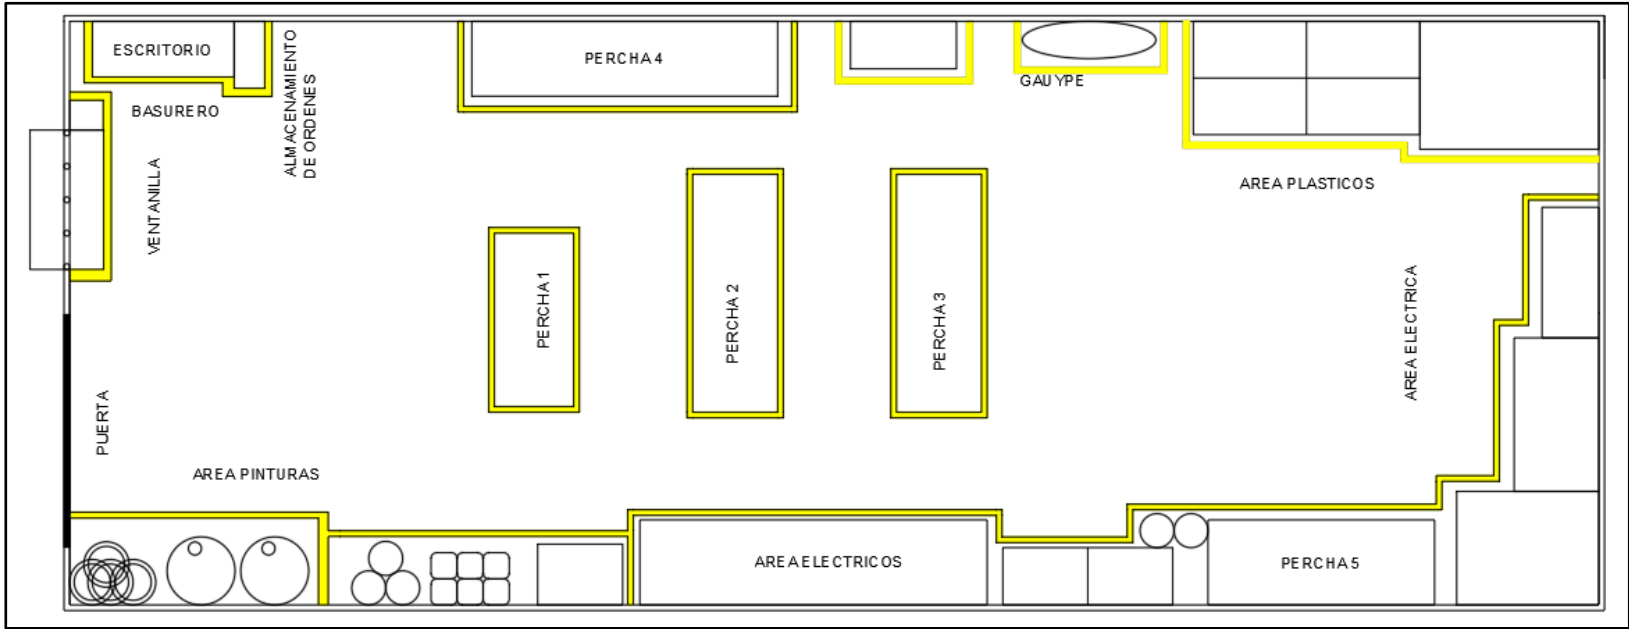 ESCRITORIO
BASURERO
ALMACENAMIENTO
DE ORDENES
PERCHA 4
GAUYPE
AREA PLASTICOS
VENTANILLA
PERCHA 1
PERCHA 2
PERCHA 3
AREA ELECTRICA
PUERTA
AREA PINTURAS
AREA ELECTRICOS
PERCHA 5